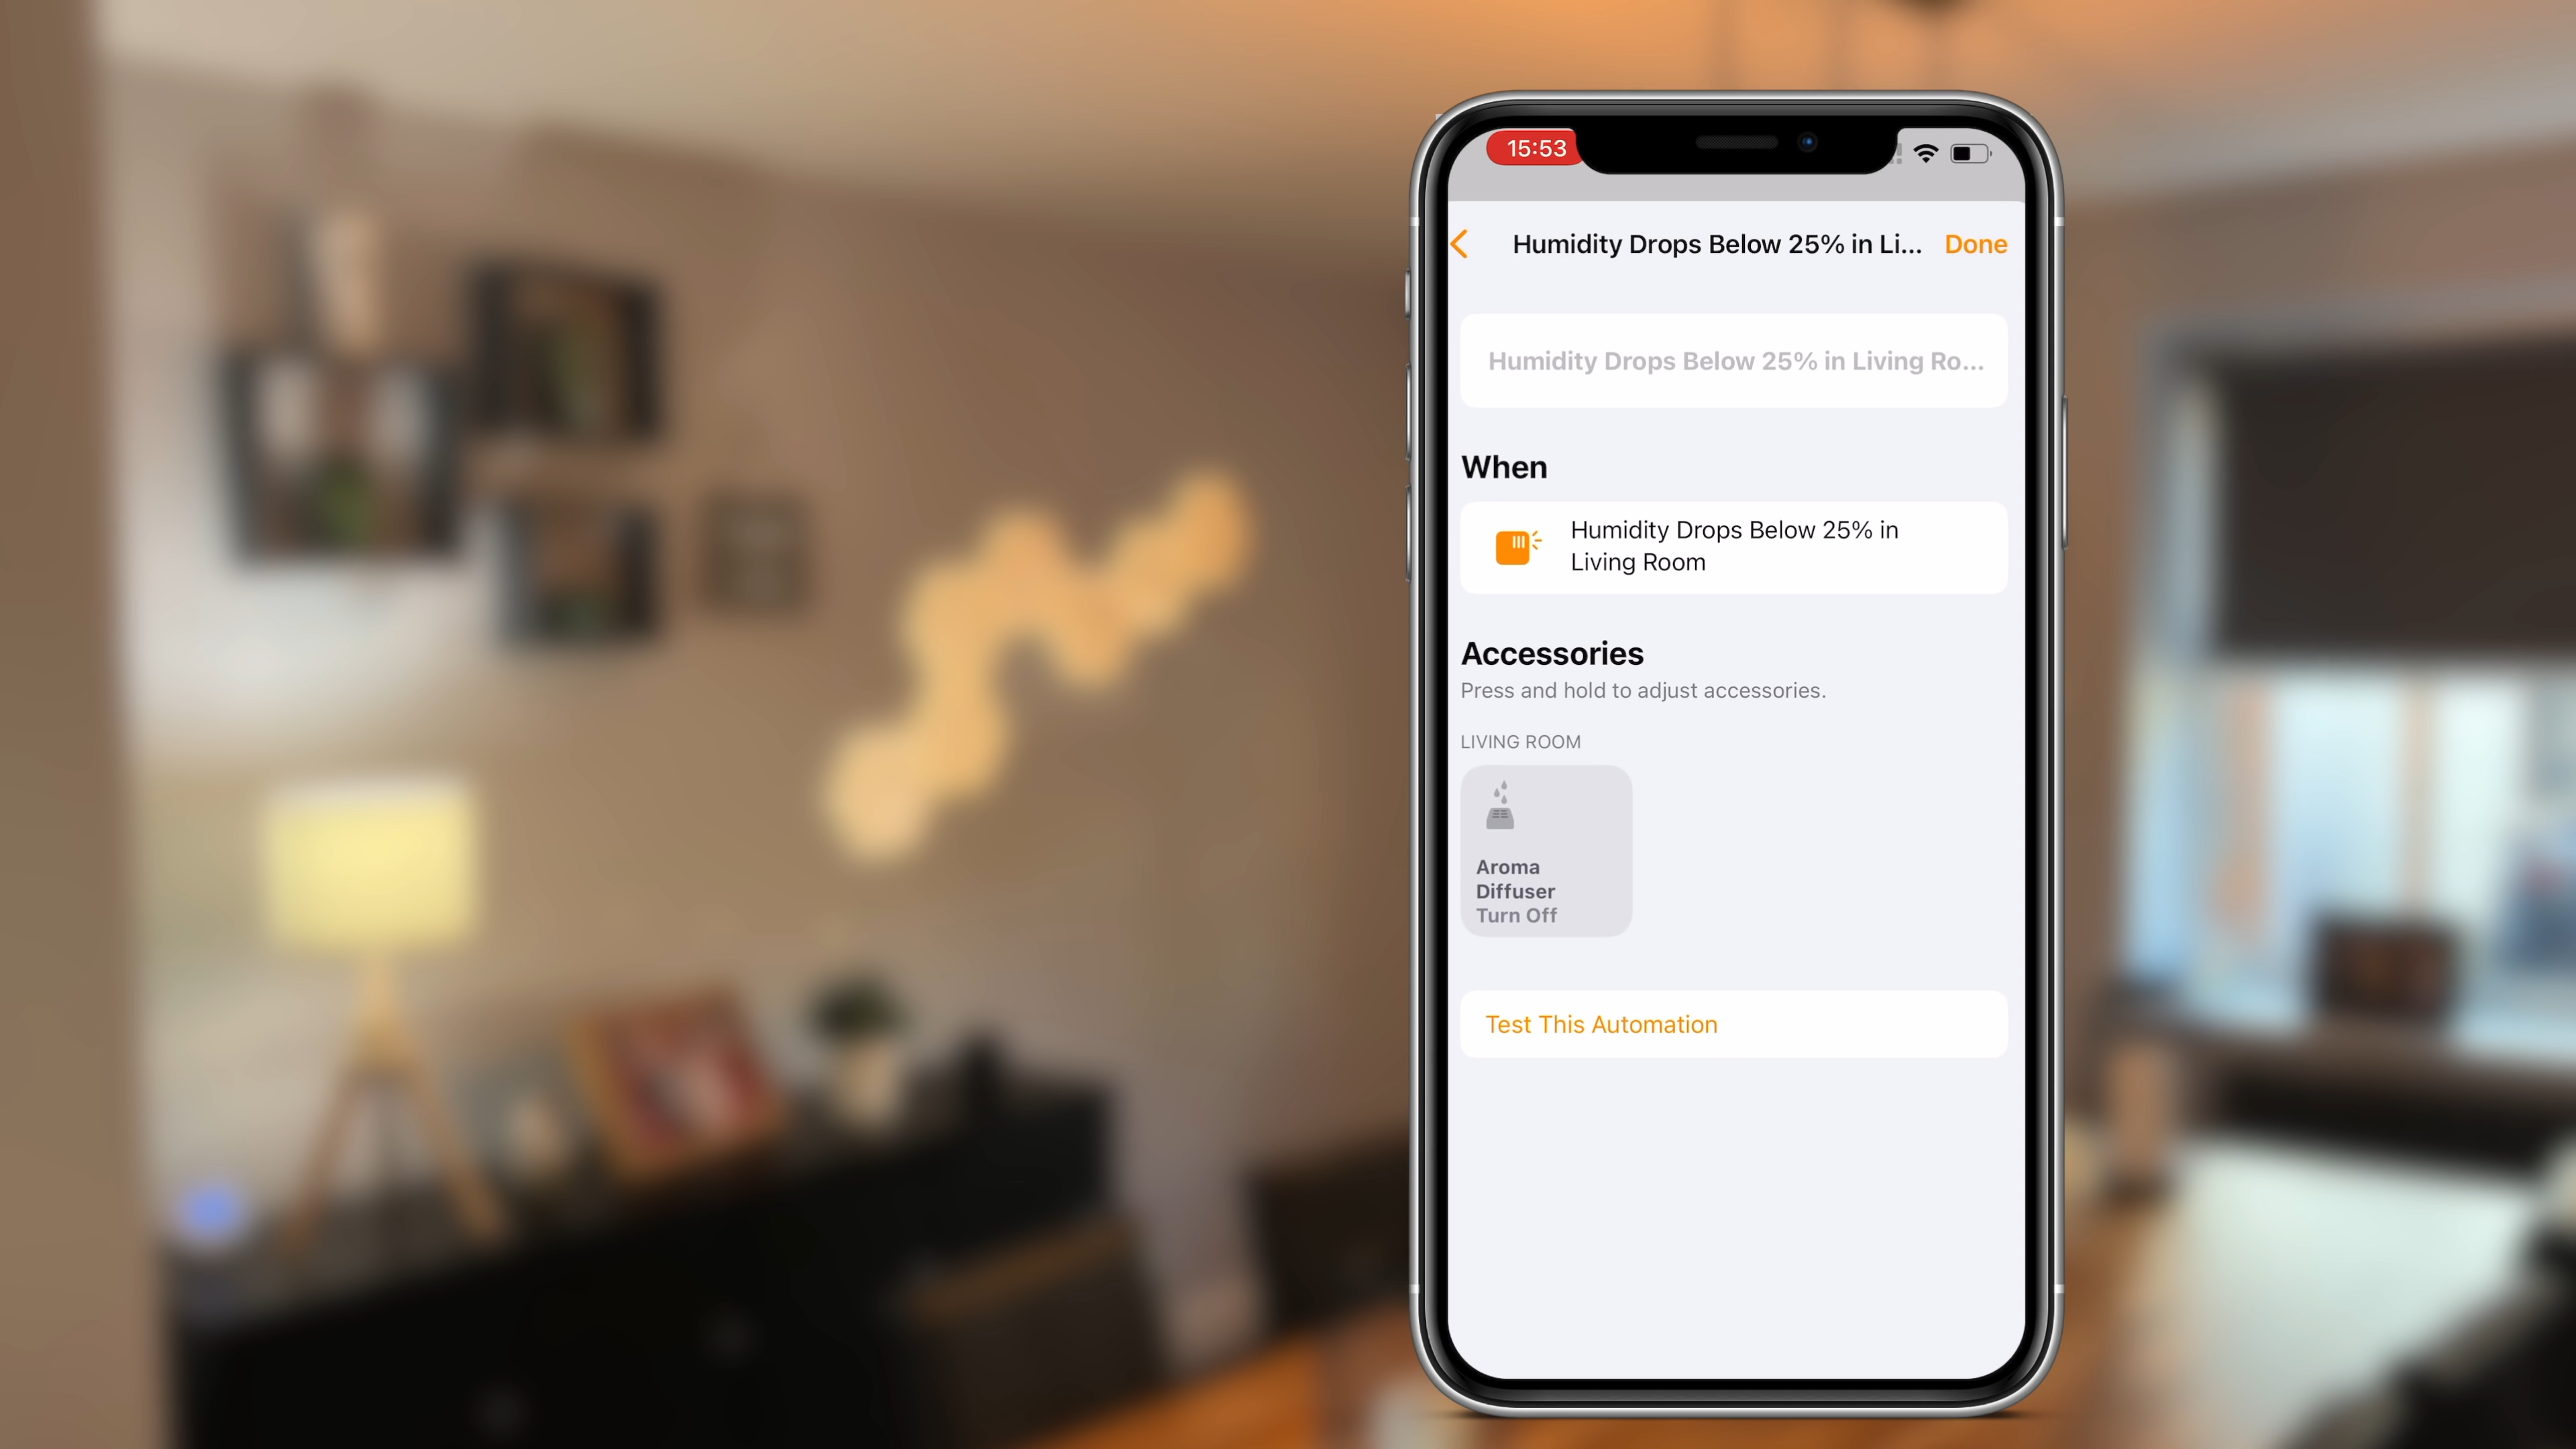 15:53
Humidity Drops Below 25% in Li...
Done
Humidity Drops Below 25% in Living Ro...
When
Humidity Drops Below 25% in
Living Room
Accessories
Press and hold to adjust accessories.
LIVING ROOM
Aroma
Diffuser
Turn Off
Test This Automation